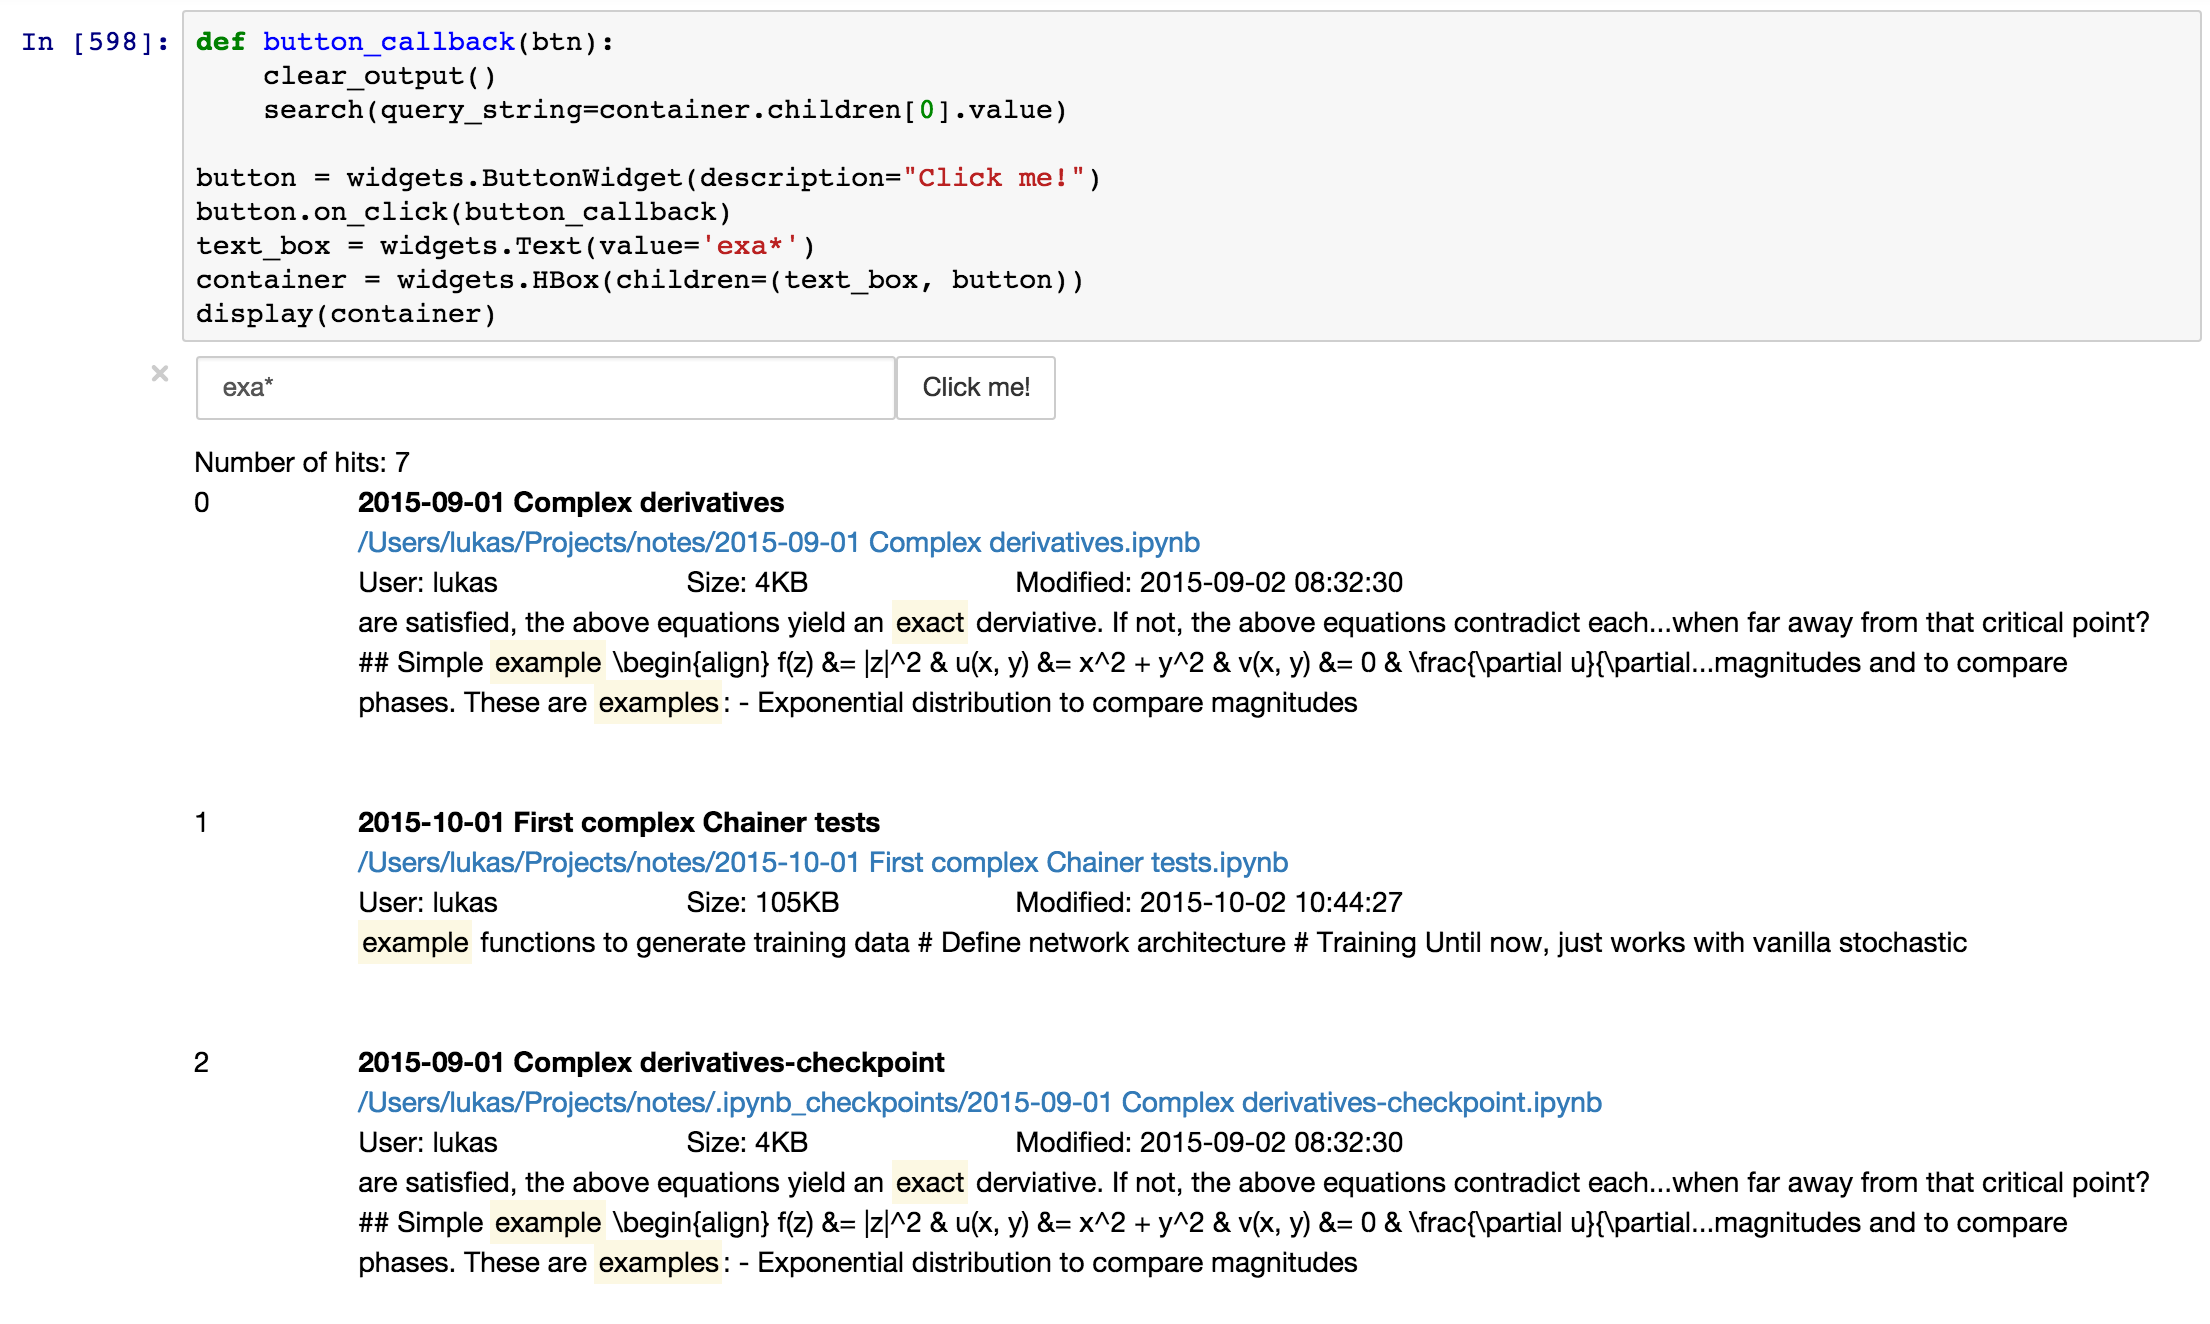 In [598]: def button_callback(btn):
    clear_output()
    search(query_string=container.children[0].value)

button = widgets.ButtonWidget(description="Click me!")
button.on_click(button_callback)
text_box = widgets.Text(value='exa*')
container = widgets.HBox(children=(text_box, button))
display(container)
exa* Click me!
Number of hits: 7
0 2015-09-01 Complex derivatives
/Users/lukas/Projects/notes/2015-09-01 Complex derivatives.ipynb
User: lukas Size: 4KB Modified: 2015-09-02 08:32:30
are satisfied, the above equations yield an exact derviative. If not, the above equations contradict each...when far away from that critical point?
## Simple example \begin{align} f(z) &= |z|^2 & u(x, y) &= x^2 + y^2 & v(x, y) &= 0 & \frac{\partial u}{\partial...magnitudes and to compare
phases. These are examples: - Exponential distribution to compare magnitudes
1 2015-10-01 First complex Chainer tests
/Users/lukas/Projects/notes/2015-10-01 First complex Chainer tests.ipynb
User: lukas Size: 105KB Modified: 2015-10-02 10:44:27
example functions to generate training data # Define network architecture # Training Until now, just works with vanilla stochastic
2 2015-09-01 Complex derivatives-checkpoint
/Users/lukas/Projects/notes/.ipynb_checkpoints/2015-09-01 Complex derivatives-checkpoint.ipynb
User: lukas Size: 4KB Modified: 2015-09-02 08:32:30
are satisfied, the above equations yield an exact derviative. If not, the above equations contradict each...when far away from that critical point?
## Simple example \begin{align} f(z) &= |z|^2 & u(x, y) &= x^2 + y^2 & v(x, y) &= 0 & \frac{\partial u}{\partial...magnitudes and to compare
phases. These are examples: - Exponential distribution to compare magnitudes